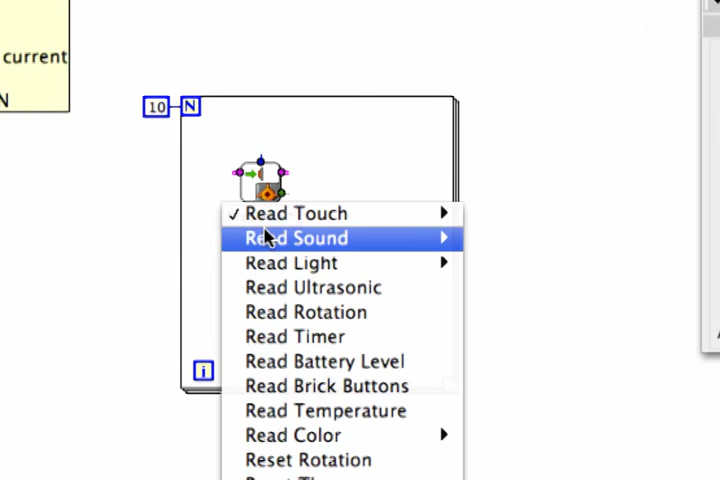 current
N
10 N
Read Touch
Read Sound
Read Light
Read Ultrasonic
Read Rotation
Read Timer
Read Battery Level
i
Read Brick Buttons
Read Temperature
Read Color
Reset Rotation